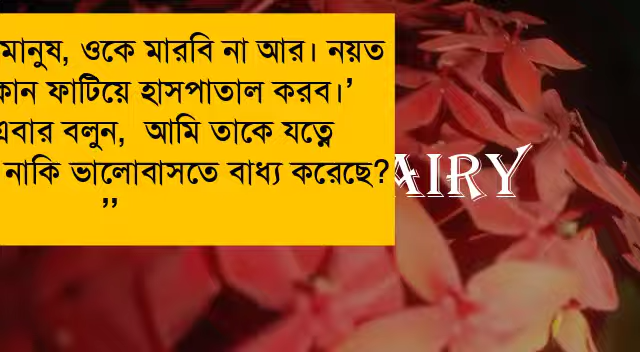 মানুষ, ওকে মারবি না আর। নয়ত
কান ফাটিয়ে হাসপাতাল করব।’
এবার বলুন, আমি তাকে যত্নে
নাকি ভালোবাসতে বাধ্য করেছে?
’’
AIRY